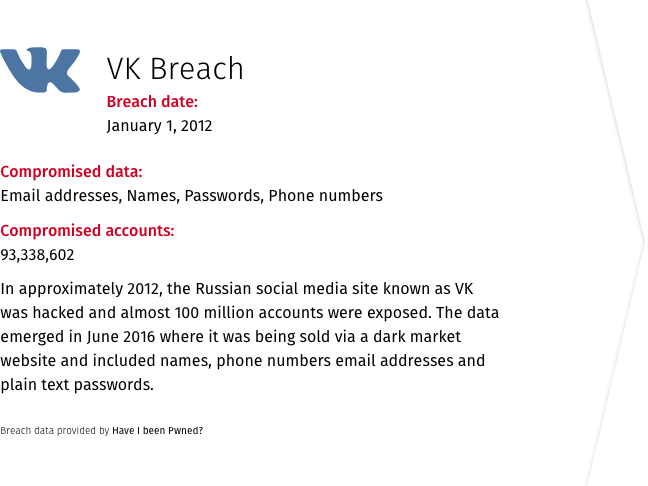 VK Breach
Breach date:
January 1, 2012
Compromised data:
Email addresses, Names, Passwords, Phone numbers
Compromised accounts:
93,338,602
In approximately 2012, the Russian social media site known as VK
was hacked and almost 100 million accounts were exposed. The data
emerged in June 2016 where it was being sold via a dark market
website and included names, phone numbers email addresses and
plain text passwords.
Breach data provided by Have I been Pwned?